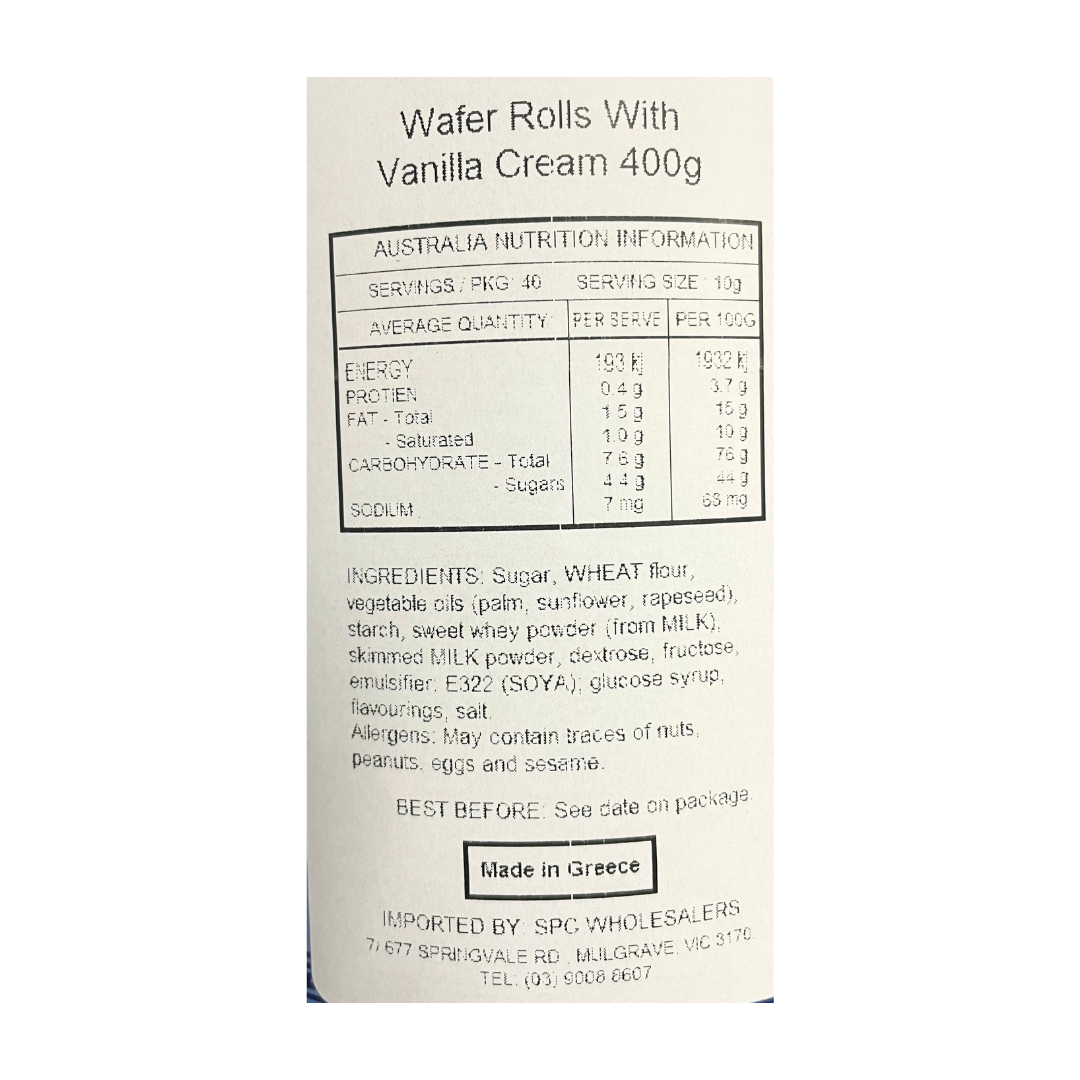 Wafer Rolls With
Vanilla Cream 400g
AUSTRALIA NUTRITION INFORMATION
SERVINGS / PKG: 40 SERVING SIZE: 10g
AVERAGE QUANTITY PER SERVE PER 100G
ENERGY 193 kj 1932 kj
PROTIEN 0.4 g 3.7 g
FAT - Total 1.5 g 15 g
- Saturated 1.0 g 10 g
CARBOHYDRATE - Total 7.6 g 76 g
- Sugars 4.4 g 44 g
SODIUM 7 mg 68 mg
INGREDIENTS: Sugar, WHEAT flour,
vegetable oils (palm, sunflower, rapeseed),
starch, sweet whey powder (from MILK),
skimmed MILK powder, dextrose, fructose,
emulsifier: E322 (SOYA); glucose syrup,
flavourings, salt.
Allergens: May contain traces of nuts,
peanuts, eggs and sesame.
BEST BEFORE: See date on package.
Made in Greece
IMPORTED BY: SPC WHOLESALERS
7/ 677 SPRINGVALE RD , MULGRAVE, VIC 3170.
TEL: (03) 9008 8607